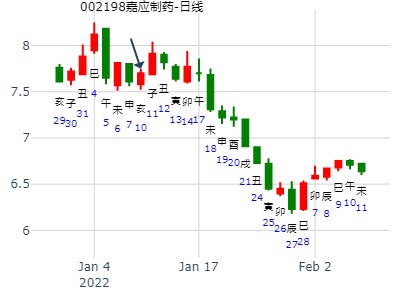 002198嘉应制药-日线
8
7.5
7
6.5
6
亥 子 丑 巳 午 未 申 亥 子 丑 寅 卯 午 未 申 酉 戌 丑 寅 卯 辰 巳 卯 辰 巳 午 未
29 30 31 4 5 6 7 10 11 12 13 14 17 18 19 20 21 24 25 26 27 28 7 8 9 10 11
Jan 4 Jan 17 Feb 2
2022